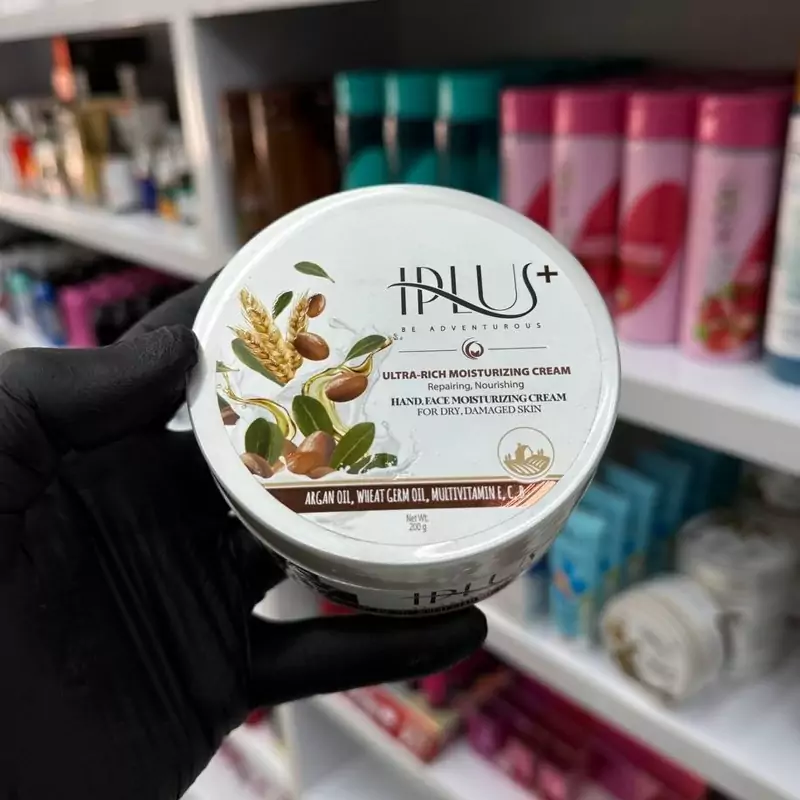 IPLUS+
BE ADVENTUROUS
ULTRA-RICH MOISTURIZING CREAM
Repairing, Nourishing
HAND, FACE MOISTURIZING CREAM
FOR DRY, DAMAGED SKIN
ARGAN OIL, WHEAT GERM OIL, MULTIVITAMIN E, C, B
Net Wt.
200 g
IPLUS